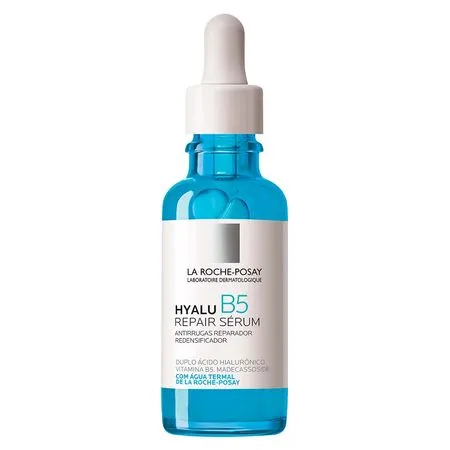 LA ROCHE-POSAY
LABORATOIRE DERMATOLOGIQUE
HYALU B5
REPAIR SÉRUM
ANTIRRUGAS REPARADOR
REDENSIFICADOR
DUPLO ÁCIDO HIALURÔNICO,
VITAMINA B5, MADECASSOSIDE
COM ÁGUA TERMAL
DE LA ROCHE-POSAY